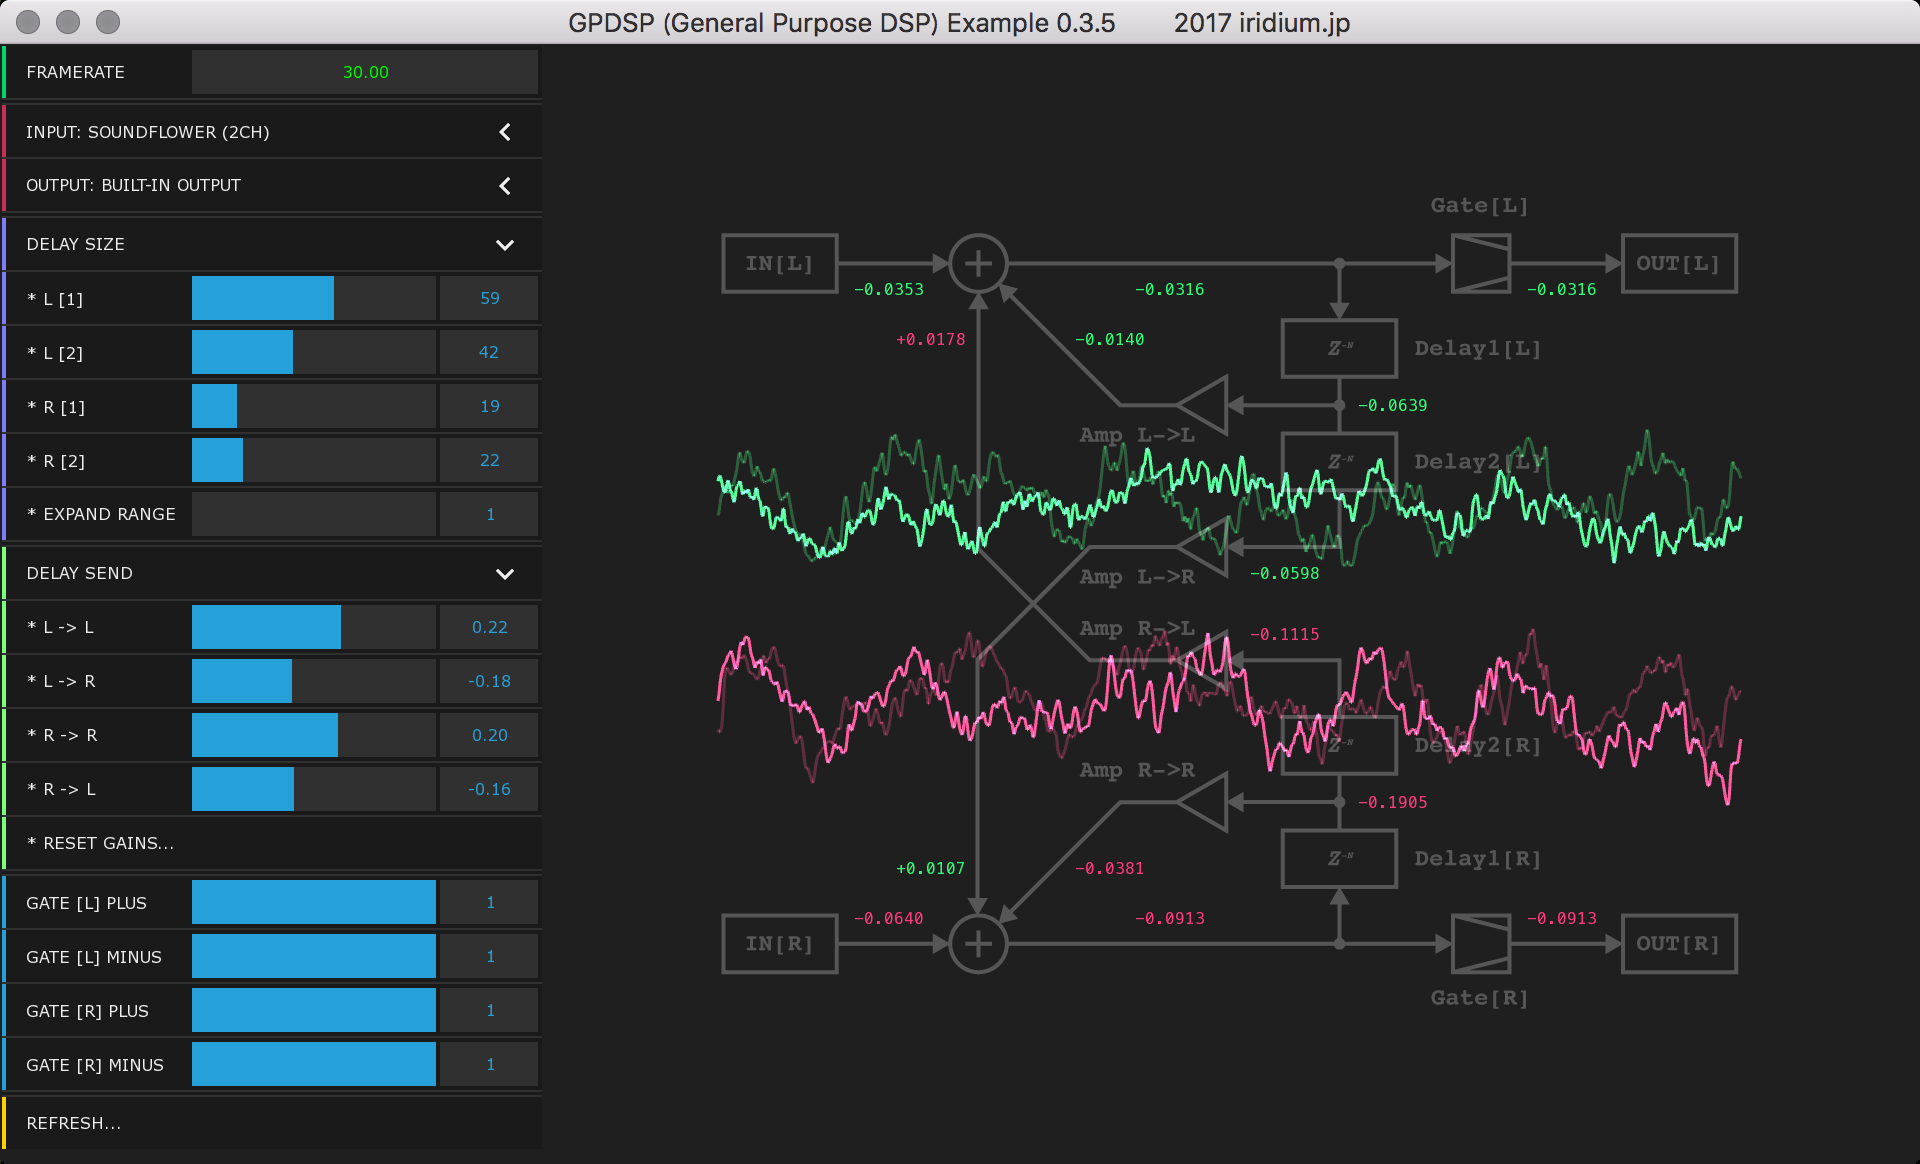 GPDSP (General Purpose DSP) Example 0.3.5 2017 iridium.jp
FRAMERATE 30.00
INPUT: SOUNDFLOWER (2CH)
OUTPUT: BUILT-IN OUTPUT
DELAY SIZE
* L [1] 59
* L [2] 42
* R [1] 19
* R [2] 22
* EXPAND RANGE 1
DELAY SEND
* L -> L 0.22
* L -> R -0.18
* R -> R 0.20
* R -> L -0.16
* RESET GAINS...
GATE [L] PLUS 1
GATE [L] MINUS 1
GATE [R] PLUS 1
GATE [R] MINUS 1
REFRESH...
Gate[L]
IN[L] + OUT[L]
-0.0353 -0.0316 -0.0316
+0.0178 -0.0140
Z-N Delay1[L]
-0.0639
Amp L->L
Z-N Delay2[L]
-0.0598
Amp L->R
Amp R->L -0.1115
Z-N Delay2[R]
Amp R->R
-0.1905
Z-N Delay1[R]
+0.0107 -0.0381
-0.0640 -0.0913 -0.0913
IN[R] + OUT[R]
Gate[R]